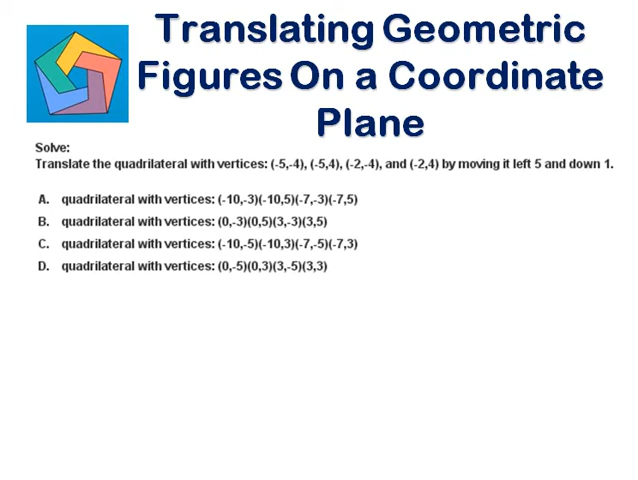 Translating Geometric
Figures On a Coordinate
Plane
Solve:
Translate the quadrilateral with vertices: (-5,-4), (-5,4), (-2,-4), and (-2,4) by moving it left 5 and down 1.
A. quadrilateral with vertices: (-10,-3)(-10,5)(-7,-3)(-7,5)
B. quadrilateral with vertices: (0,-3)(0,5)(3,-3)(3,5)
C. quadrilateral with vertices: (-10,-5)(-10,3)(-7,-5)(-7,3)
D. quadrilateral with vertices: (0,-5)(0,3)(3,-5)(3,3)